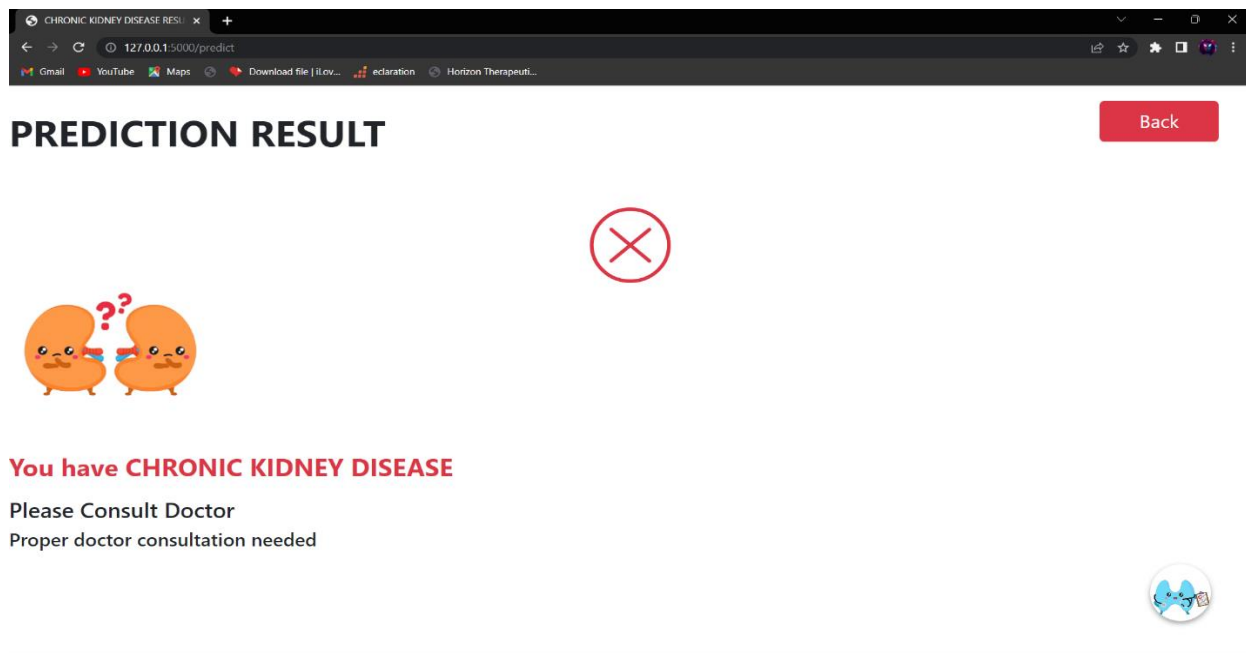 CHRONIC KIDNEY DISEASE RESU
127.0.0.1:5000/predict
Gmail YouTube Maps Download file | iLov... eclaration Horizon Therapeuti...
PREDICTION RESULT
Back
??
You have CHRONIC KIDNEY DISEASE
Please Consult Doctor
Proper doctor consultation needed